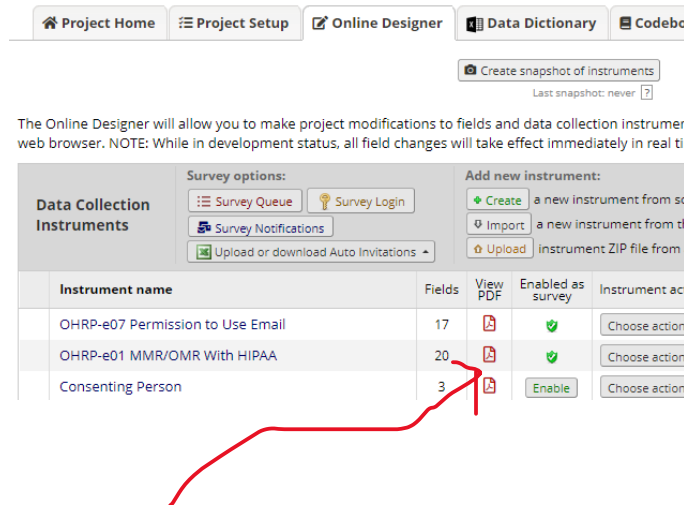 Project Home Project Setup Online Designer Data Dictionary Codebo
Create snapshot of instruments
Last snapshot: never ?
The Online Designer will allow you to make project modifications to fields and data collection instrumen
web browser. NOTE: While in development status, all field changes will take effect immediately in real ti
Data Collection Instruments
Survey options:
Survey Queue Survey Login
Survey Notifications
Upload or download Auto Invitations
Add new instrument:
Create a new instrument from sc
Import a new instrument from th
Upload instrument ZIP file from
Instrument name Fields View PDF Enabled as survey Instrument ac
OHRP-e07 Permission to Use Email 17 Choose action
OHRP-e01 MMR/OMR With HIPAA 20 Choose action
Consenting Person 3 Enable Choose action